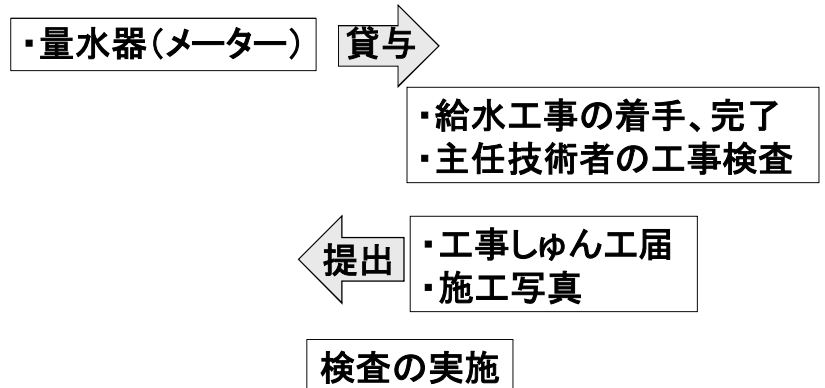 ・量水器(メーター)
貸与
・給水工事の着手、完了
・主任技術者の工事検査
提出
・工事しゅん工届
・施工写真
検査の実施